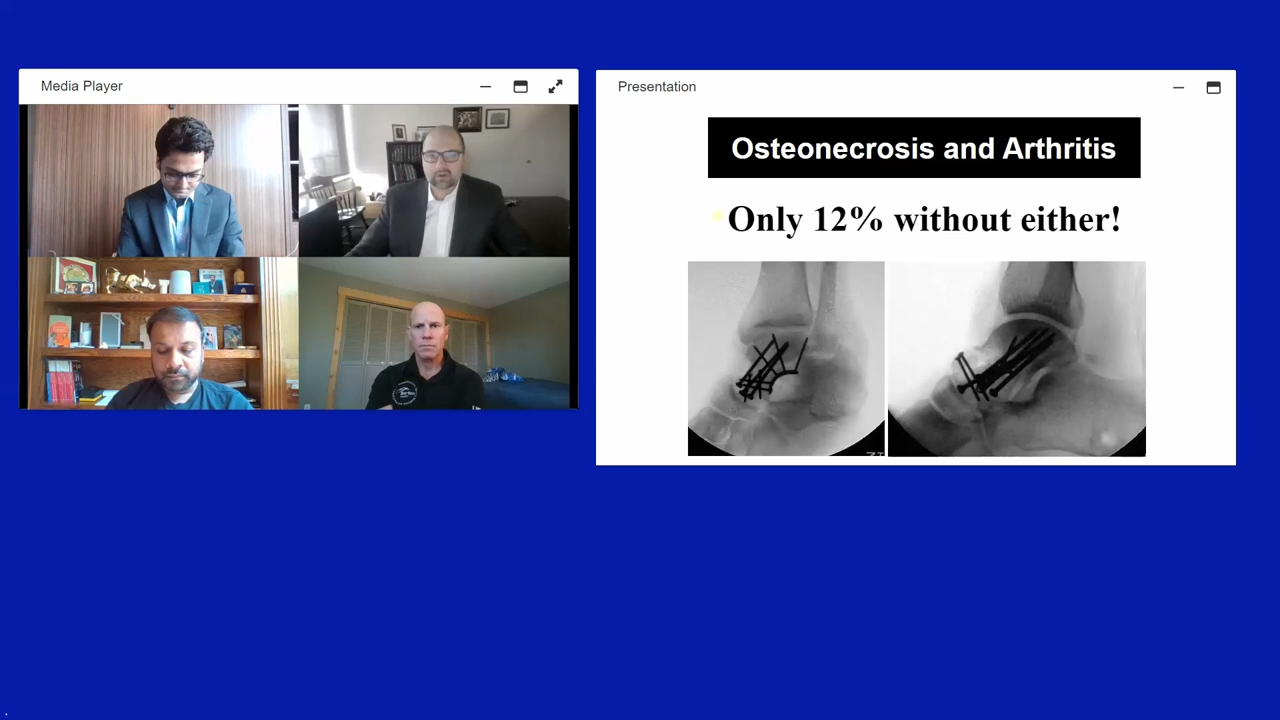 Media Player
Presentation
Osteonecrosis and Arthritis
Only 12% without either!